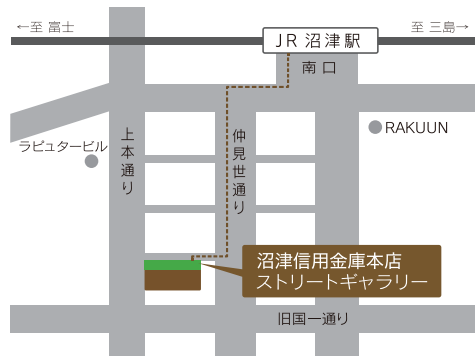 ←至 富士
JR 沼津駅
至 三島→
南口
RAKUUN
上本通り
仲見世通り
ラピュタービル
沼津信用金庫本店
ストリートギャラリー
旧国一通り